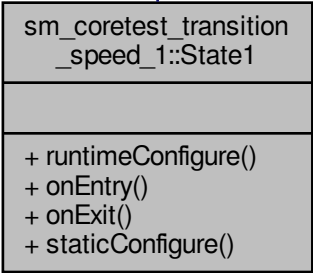 sm_coretest_transition
_speed_1::State1
+ runtimeConfigure()
+ onEntry()
+ onExit()
+ staticConfigure()